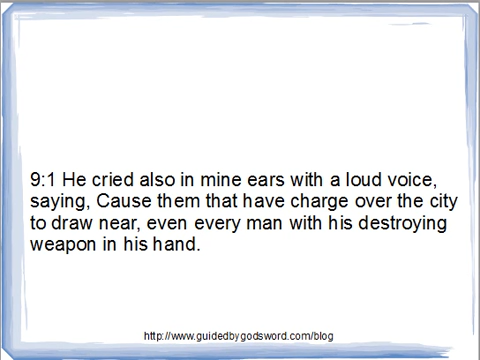 9:1 He cried also in mine ears with a loud voice,
saying, Cause them that have charge over the city
to draw near, even every man with his destroying
weapon in his hand.
http://www.guidedbygodsword.com/blog